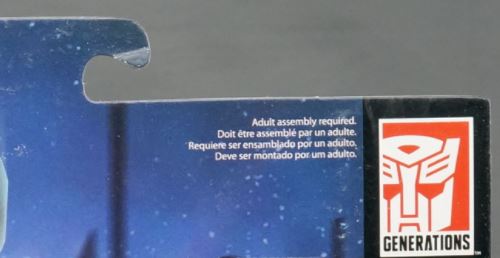 Adult assembly required.
Doit être assemblé par un adulte.
Requiere ser ensamblado por un adulto.
Deve ser montado por um adulto.
GENERATIONS
™